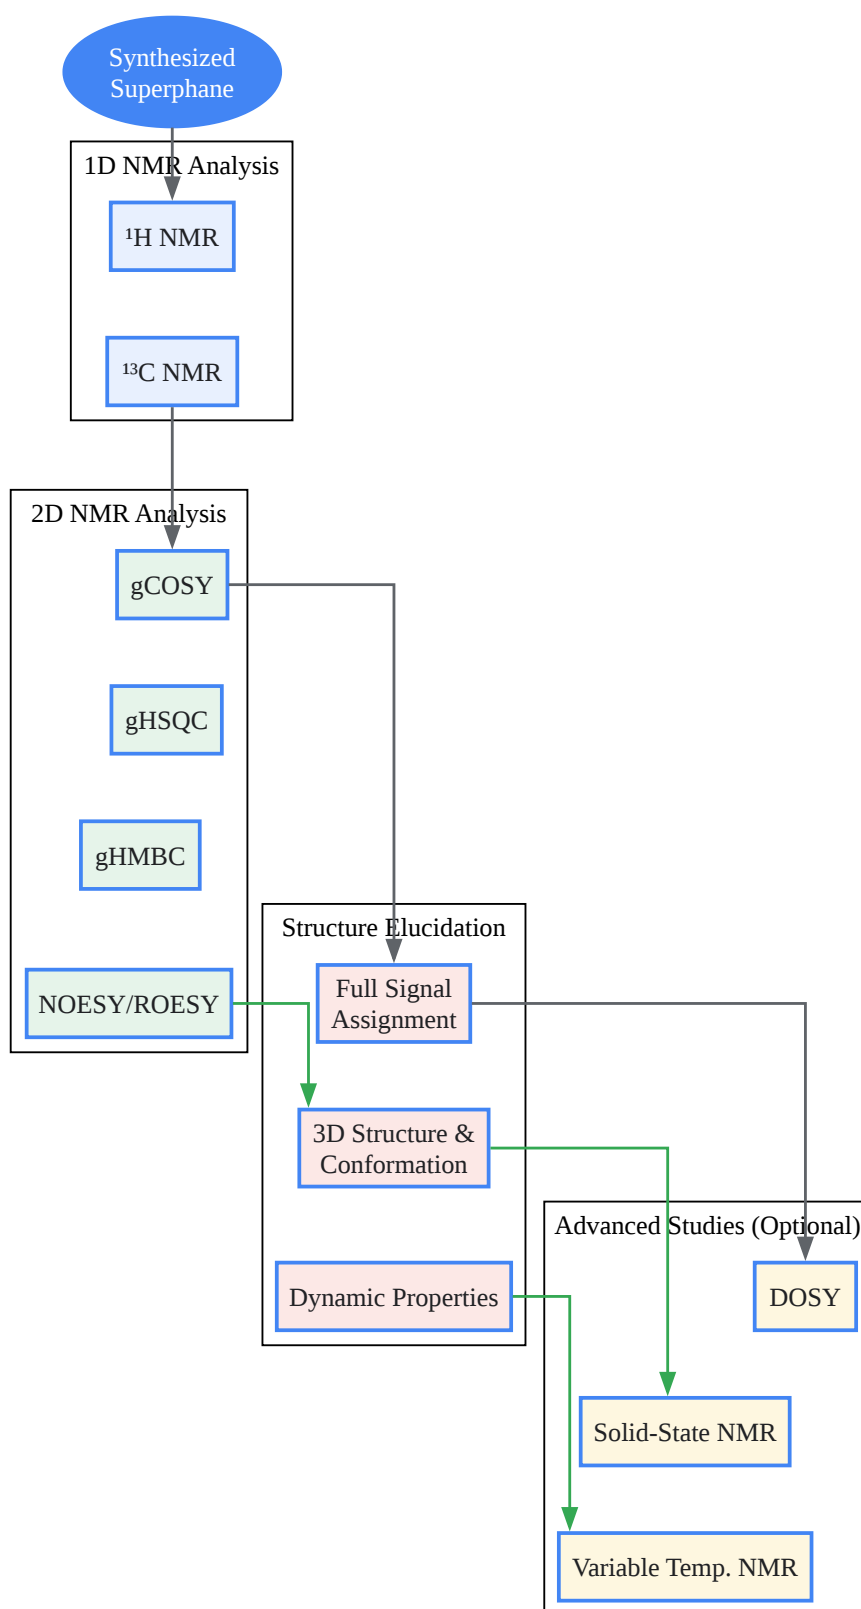 Synthesized
Superphane
1D NMR Analysis
¹H NMR
¹³C NMR
2D NMR Analysis
gCOSY
gHSQC
gHMBC
NOESY/ROESY
Structure Elucidation
Full Signal
Assignment
3D Structure &
Conformation
Dynamic Properties
Advanced Studies (Optional)
DOSY
Solid-State NMR
Variable Temp. NMR